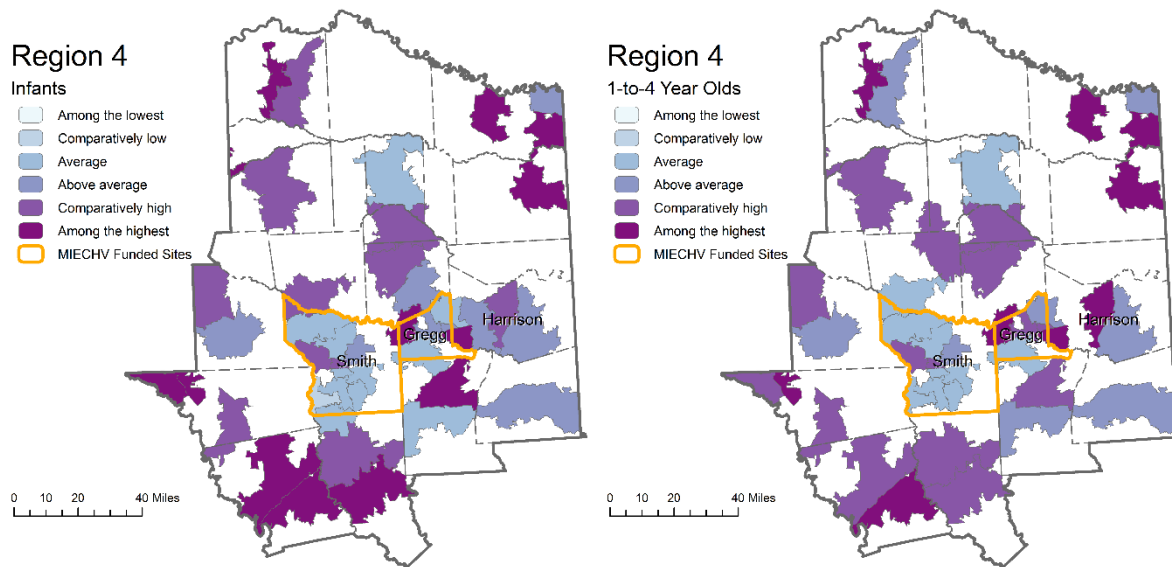 Region 4
Infants
Among the lowest
Comparatively low
Average
Above average
Comparatively high
Among the highest
MIECHV Funded Sites
Harrison
Gregg
Smith
0 10 20 40 Miles
Region 4
1-to-4 Year Olds
Among the lowest
Comparatively low
Average
Above average
Comparatively high
Among the highest
MIECHV Funded Sites
Harrison
Gregg
Smith
0 10 20 40 Miles